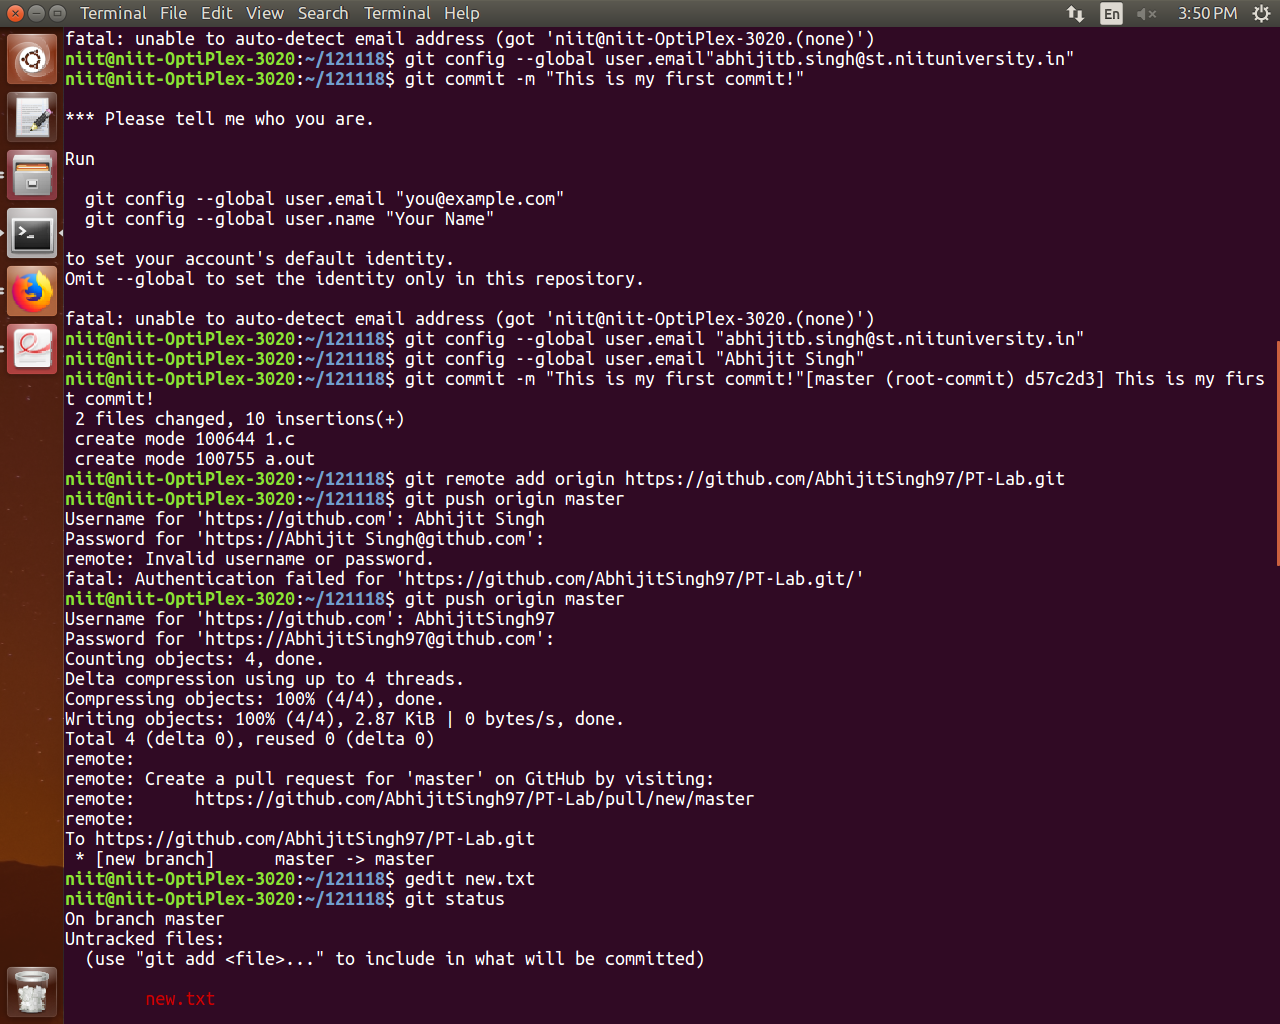 Terminal File Edit View Search Terminal Help En 3:50 PM
fatal: unable to auto-detect email address (got 'niit@niit-OptiPlex-3020.(none)')
niit@niit-OptiPlex-3020:~/121118$ git config --global user.email"abhijitb.singh@st.niituniversity.in"
niit@niit-OptiPlex-3020:~/121118$ git commit -m "This is my first commit!"
*** Please tell me who you are.
Run
git config --global user.email "you@example.com"
git config --global user.name "Your Name"
to set your account's default identity.
Omit --global to set the identity only in this repository.
fatal: unable to auto-detect email address (got 'niit@niit-OptiPlex-3020.(none)')
niit@niit-OptiPlex-3020:~/121118$ git config --global user.email "abhijitb.singh@st.niituniversity.in"
niit@niit-OptiPlex-3020:~/121118$ git config --global user.email "Abhijit Singh"
niit@niit-OptiPlex-3020:~/121118$ git commit -m "This is my first commit!"[master (root-commit) d57c2d3] This is my firs
t commit!
2 files changed, 10 insertions(+)
create mode 100644 1.c
create mode 100755 a.out
niit@niit-OptiPlex-3020:~/121118$ git remote add origin https://github.com/AbhijitSingh97/PT-Lab.git
niit@niit-OptiPlex-3020:~/121118$ git push origin master
Username for 'https://github.com': Abhijit Singh
Password for 'https://Abhijit Singh@github.com':
remote: Invalid username or password.
fatal: Authentication failed for 'https://github.com/AbhijitSingh97/PT-Lab.git/'
niit@niit-OptiPlex-3020:~/121118$ git push origin master
Username for 'https://github.com': AbhijitSingh97
Password for 'https://AbhijitSingh97@github.com':
Counting objects: 4, done.
Delta compression using up to 4 threads.
Compressing objects: 100% (4/4), done.
Writing objects: 100% (4/4), 2.87 KiB | 0 bytes/s, done.
Total 4 (delta 0), reused 0 (delta 0)
remote:
remote: Create a pull request for 'master' on GitHub by visiting:
remote:      https://github.com/AbhijitSingh97/PT-Lab/pull/new/master
remote:
To https://github.com/AbhijitSingh97/PT-Lab.git
* [new branch]      master -> master
niit@niit-OptiPlex-3020:~/121118$ gedit new.txt
niit@niit-OptiPlex-3020:~/121118$ git status
On branch master
Untracked files:
(use "git add <file>..." to include in what will be committed)
new.txt